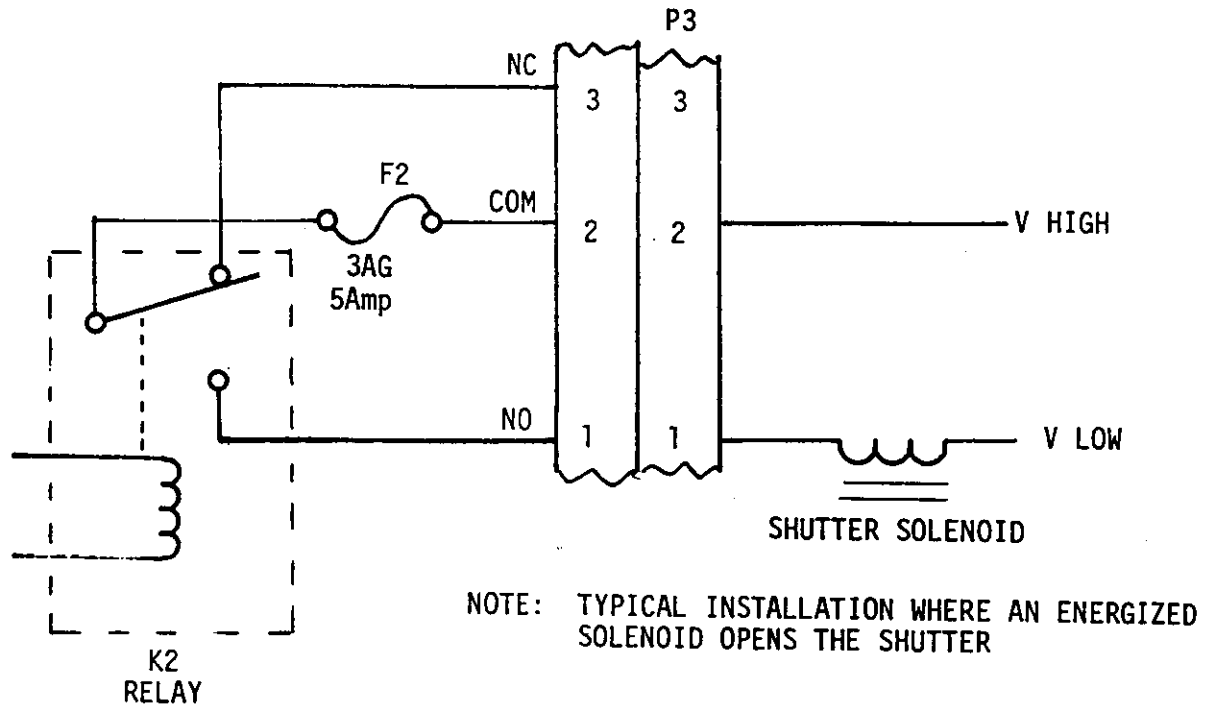 P3
NC
3 3
F2
COM
2 2
V HIGH
3AG
5Amp
NO
1 1
V LOW
SHUTTER SOLENOID
NOTE: TYPICAL INSTALLATION WHERE AN ENERGIZED
SOLENOID OPENS THE SHUTTER
K2
RELAY